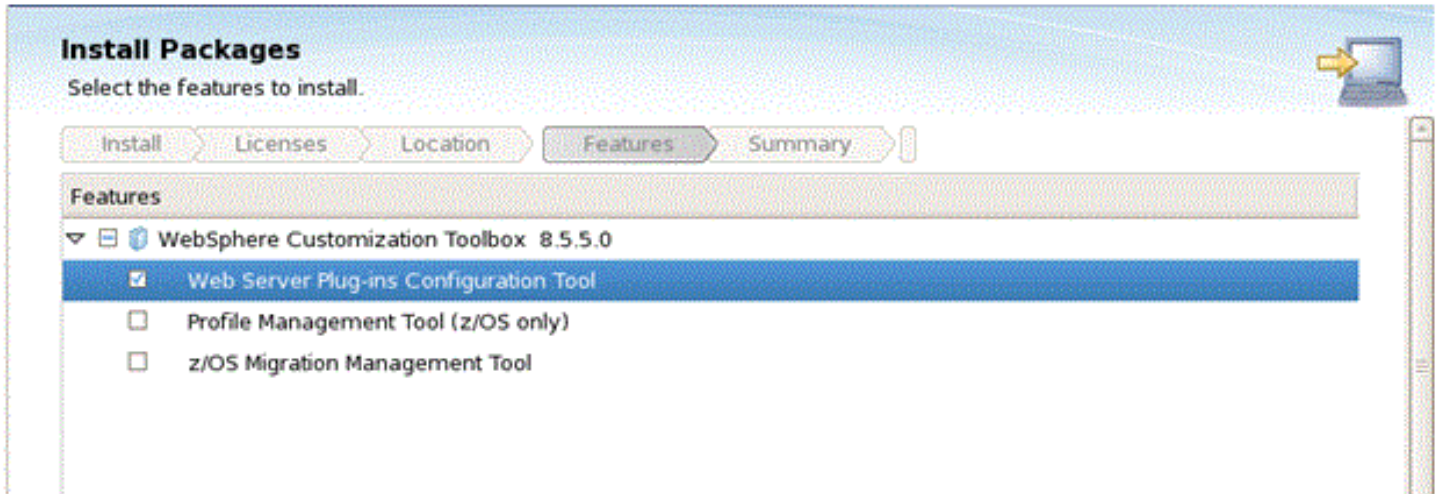 Install Packages
Select the features to install.
Install Licenses Location Features Summary
Features
WebSphere Customization Toolbox 8.5.5.0
Web Server Plug-ins Configuration Tool
Profile Management Tool (z/OS only)
z/OS Migration Management Tool